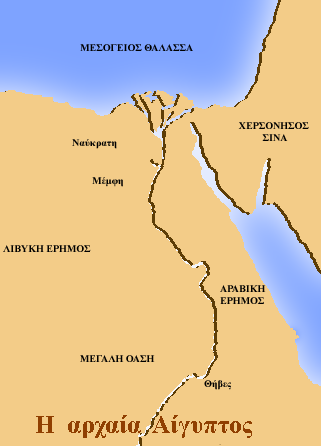 ΜΕΣΟΓΕΙΟΣ ΘΑΛΑΣΣΑ
ΧΕΡΣΟΝΗΣΟΣ
ΣΙΝΑ
Ναύκρατη
Μέμφη
ΛΙΒΥΚΗ ΕΡΗΜΟΣ
ΑΡΑΒΙΚΗ
ΕΡΗΜΟΣ
ΜΕΓΑΛΗ ΟΑΣΗ
Θήβες
Η αρχαία Αίγυπτος